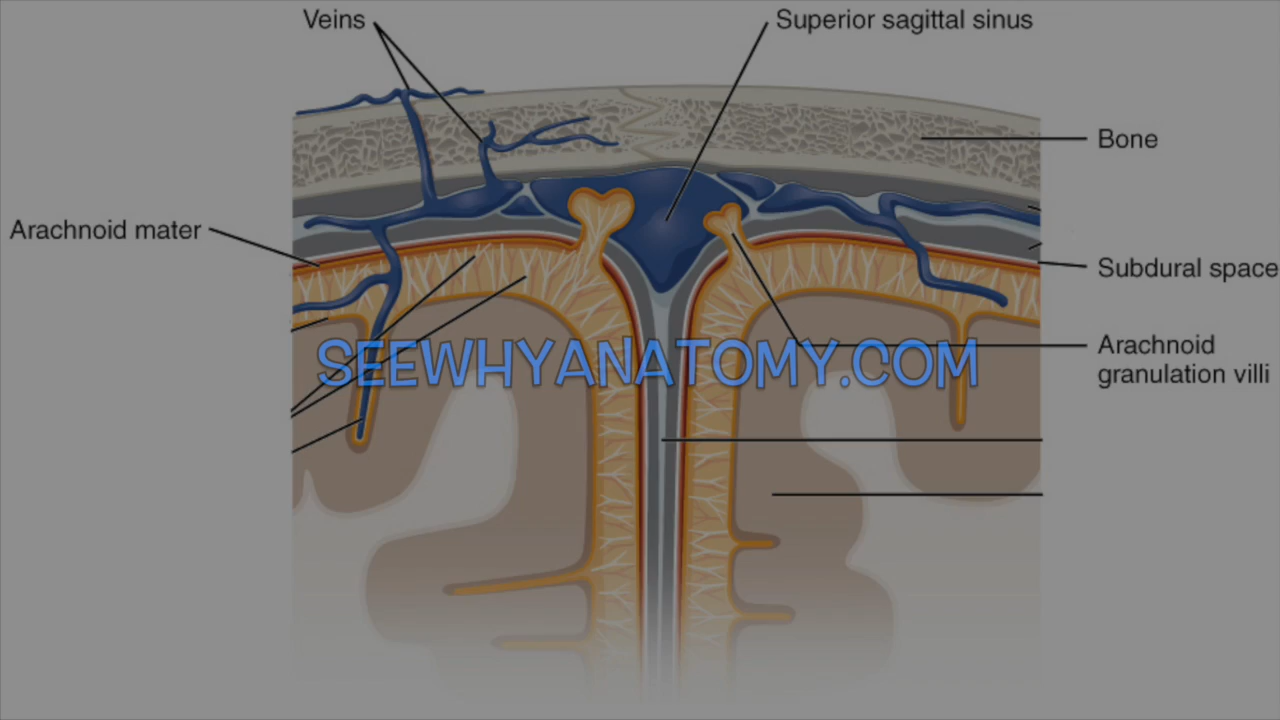 Veins
Superior sagittal sinus
Bone
Arachnoid mater
Subdural space
SEEWHYANATOMY.COM
Arachnoid
granulation villi